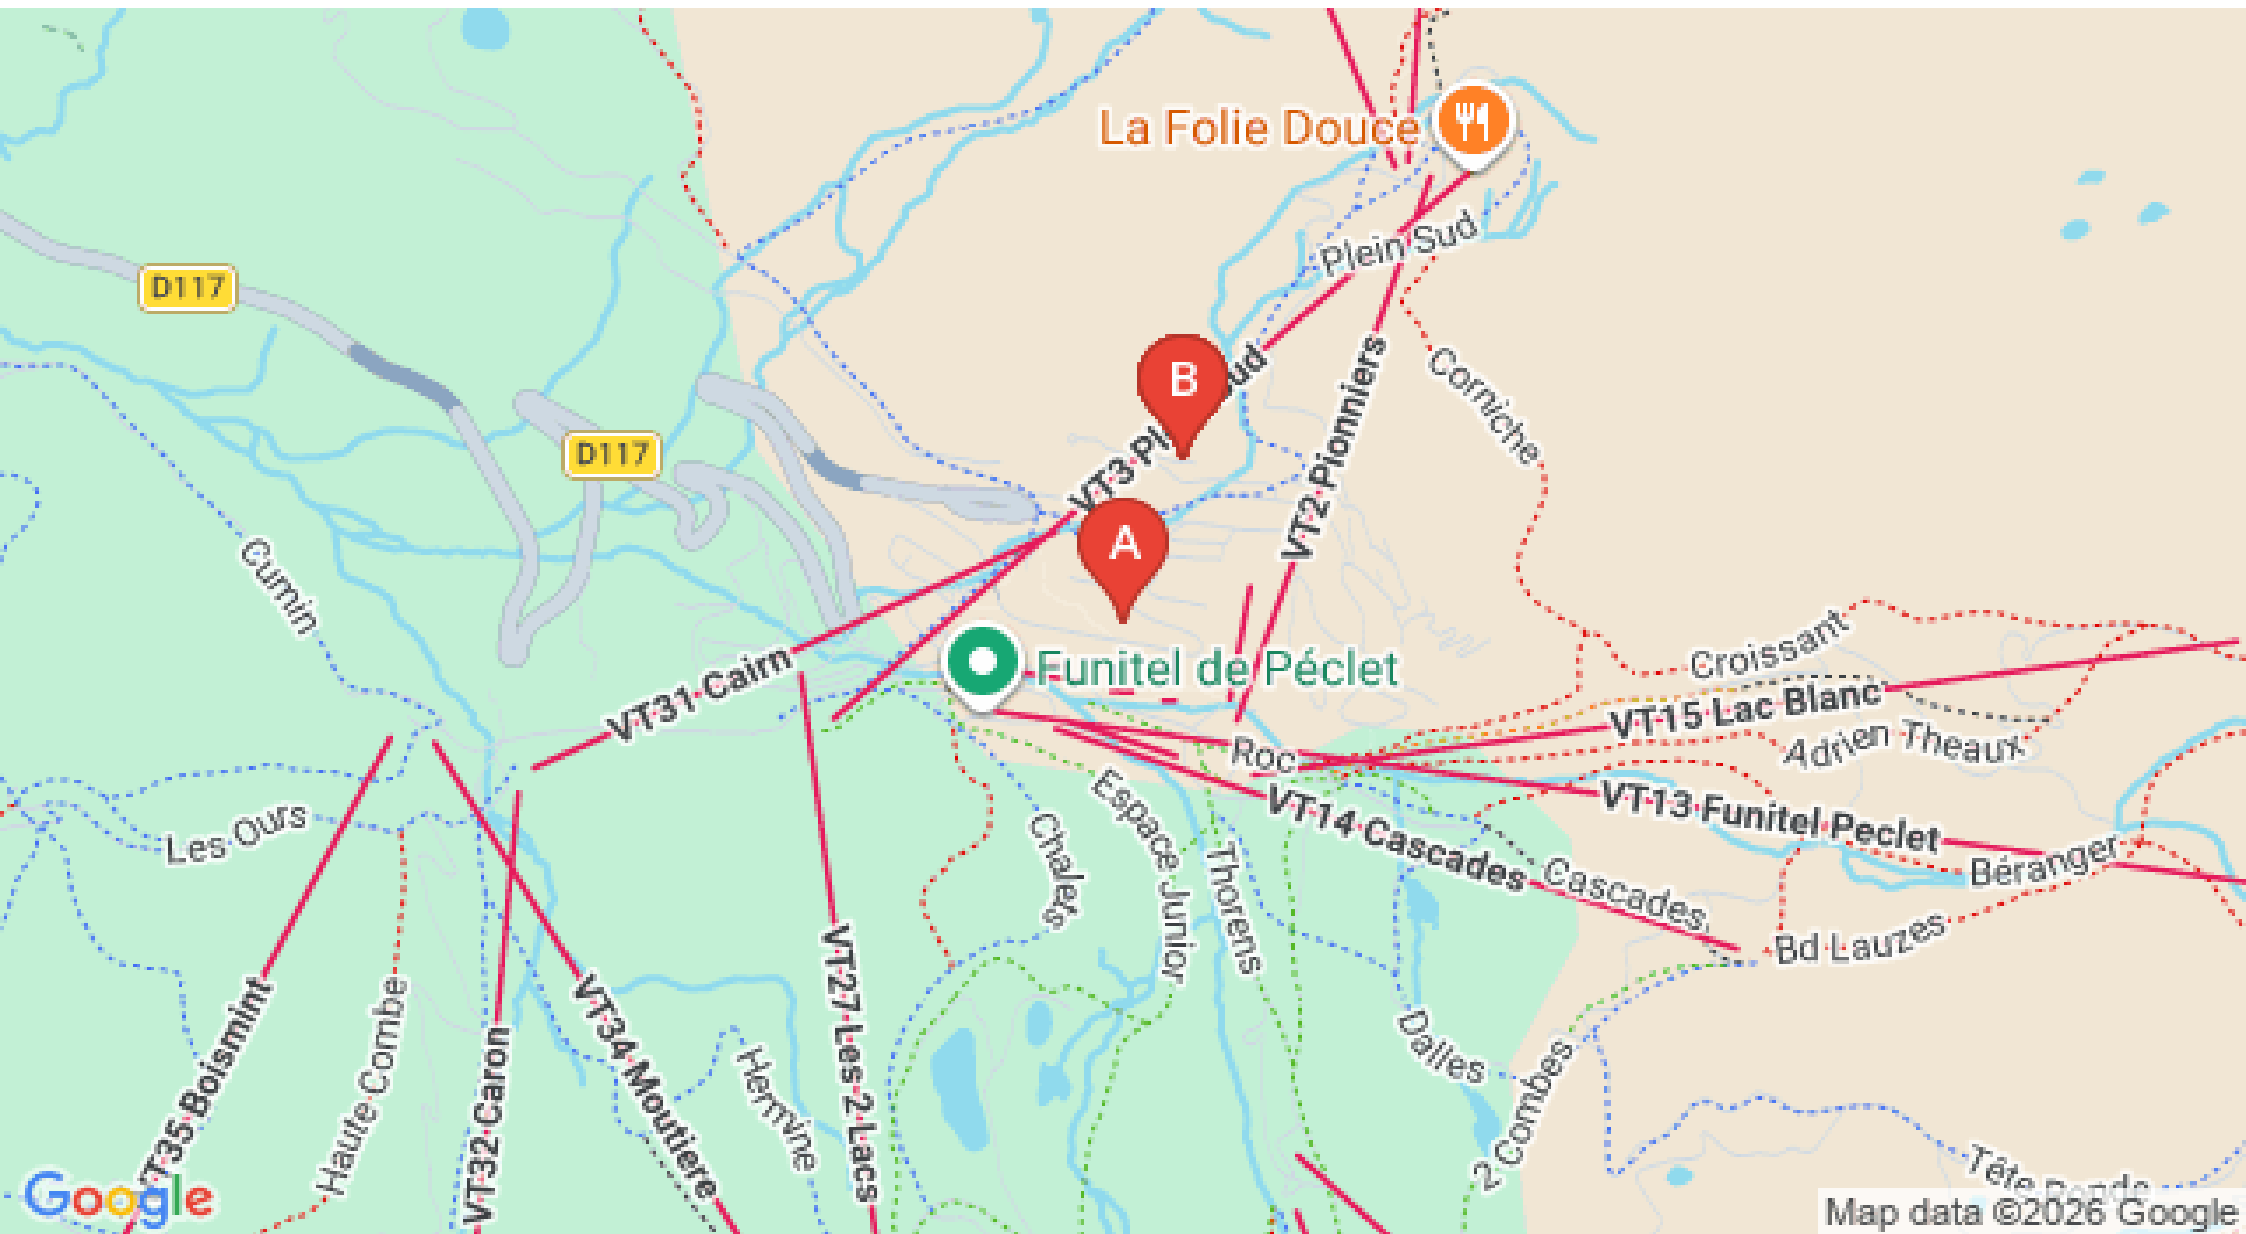 La Folie Douce
Plein Sud
D117
B
VT3 Pl
ud
VT2 Pionniers
Corniche
D117
A
Cumin
Funitel de Péclet
VT31 Cairn
Croissant
VT15 Lac Blanc
Adrien Theaux
Roc
VT13 Funitel Peclet
VT14 Cascades
Cascades
Béranger
Bd Lauzes
Les Ours
Chalets
Espace Junior
Thorens
Dalles
2 Combes
VT27 Les 2 Lacs
VT34 Moutiere
Hermine
VT32 Caron
Haute Combe
T35 Boismint
Tête Ronde
Google
Map data ©2026 Google